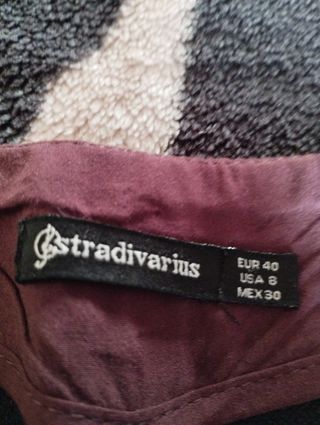 stradivarius
EUR 40
USA 8
MEX 30